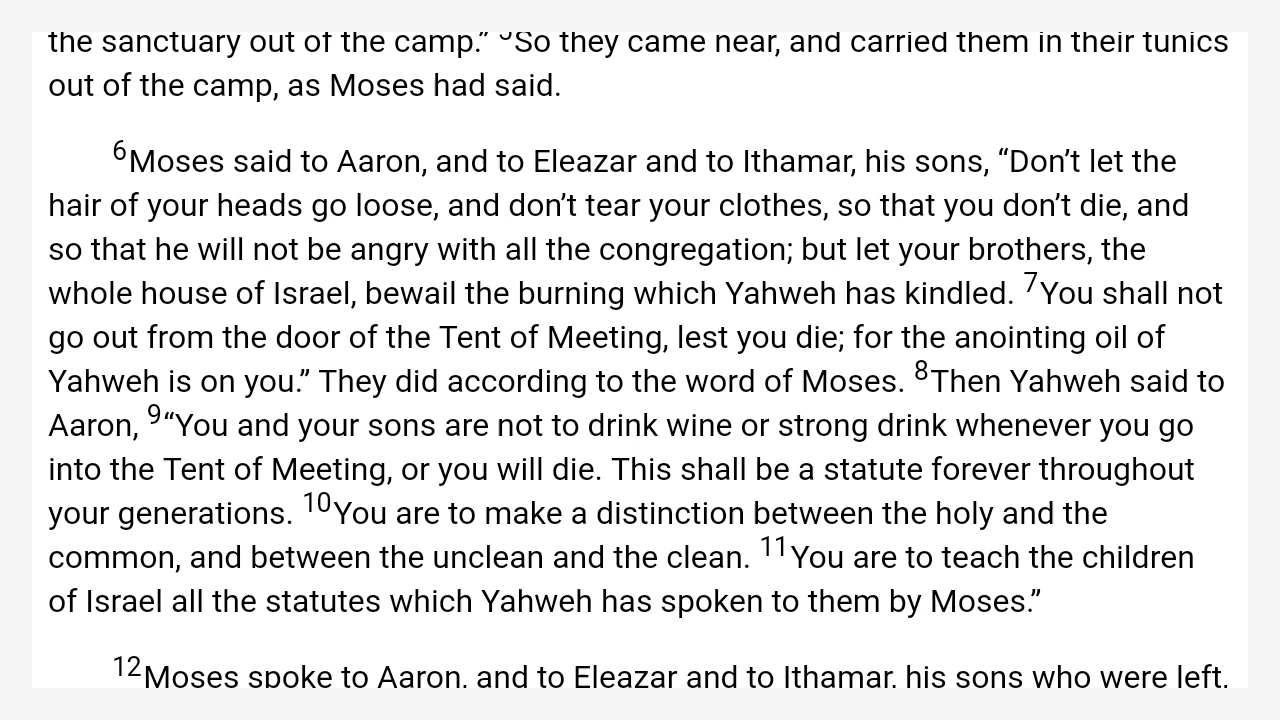 the sanctuary out of the camp.” 5So they came near, and carried them in their tunics
out of the camp, as Moses had said.
6Moses said to Aaron, and to Eleazar and to Ithamar, his sons, “Don’t let the
hair of your heads go loose, and don’t tear your clothes, so that you don’t die, and
so that he will not be angry with all the congregation; but let your brothers, the
whole house of Israel, bewail the burning which Yahweh has kindled. 7You shall not
go out from the door of the Tent of Meeting, lest you die; for the anointing oil of
Yahweh is on you.” They did according to the word of Moses. 8Then Yahweh said to
Aaron, 9“You and your sons are not to drink wine or strong drink whenever you go
into the Tent of Meeting, or you will die. This shall be a statute forever throughout
your generations. 10You are to make a distinction between the holy and the
common, and between the unclean and the clean. 11You are to teach the children
of Israel all the statutes which Yahweh has spoken to them by Moses.”
12Moses spoke to Aaron, and to Eleazar and to Ithamar, his sons who were left,